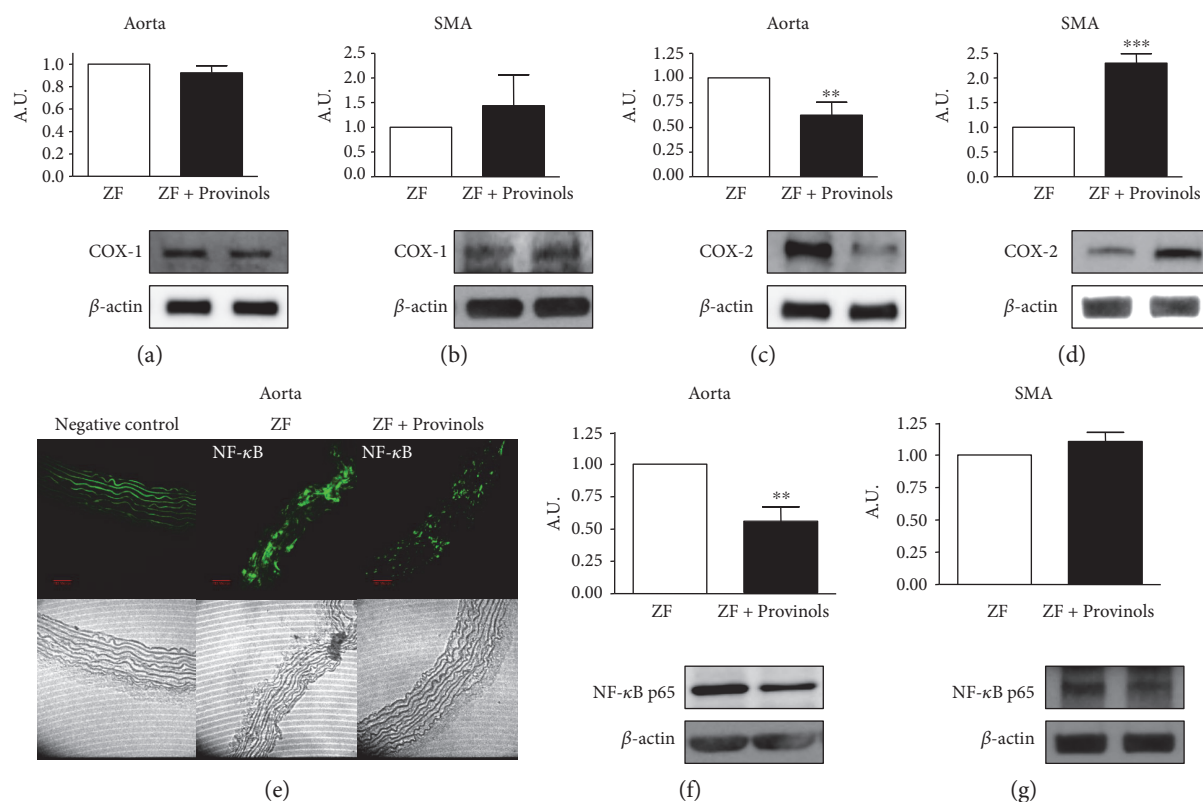 Aorta
A.U.
1.0
0.8
0.6
0.4
0.2
0.0
ZF
ZF + Provinols
COX-1
β-actin
(a)
SMA
A.U.
2.5
2.0
1.5
1.0
0.5
0.0
ZF
ZF + Provinols
COX-1
β-actin
(b)
Aorta
A.U.
1.25
1.00
0.75
0.50
0.25
0.00
**
ZF
ZF + Provinols
COX-2
β-actin
(c)
SMA
A.U.
2.5
2.0
1.5
1.0
0.5
2.0
***
ZF
ZF + Provinols
COX-2
β-actin
(d)
Aorta
Negative control
ZF
ZF + Provinols
NF-κB
NF-κB
(e)
Aorta
A.U.
1.25
1.00
0.75
0.50
0.25
0.00
**
ZF
ZF + Provinols
NF-κB p65
β-actin
(f)
SMA
A.U.
1.25
1.00
0.75
0.50
0.25
0.00
ZF
ZF + Provinols
NF-κB p65
β-actin
(g)